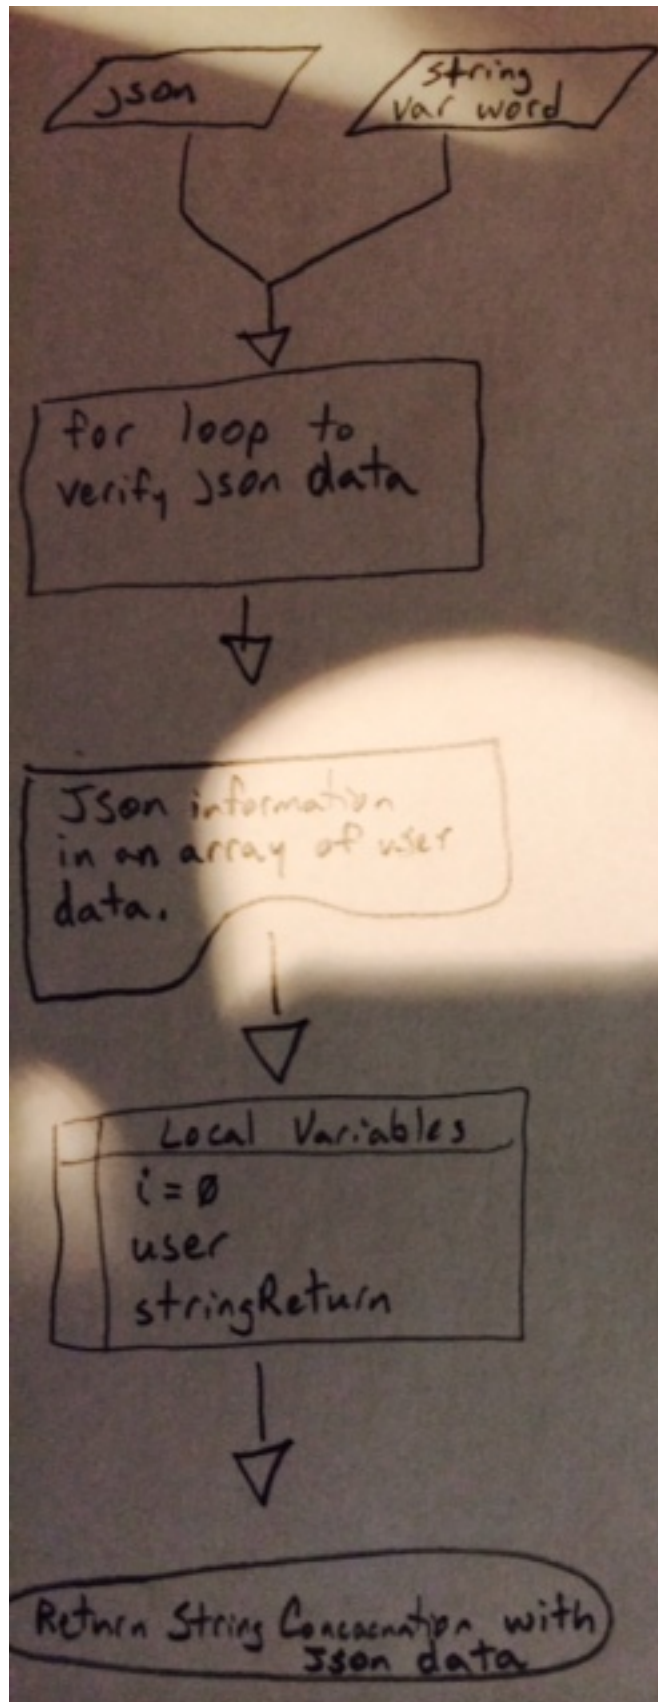 json
string
var word
for loop to
verify json data
Json information
in an array of user
data.
Local Variables
i = 0
user
stringReturn
Return String Concacnation with
Json data